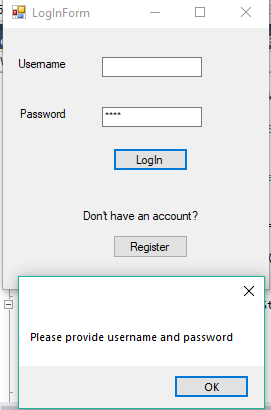 LogInForm
Username
Password ****
LogIn
Don't have an account?
Register
Please provide username and password
OK